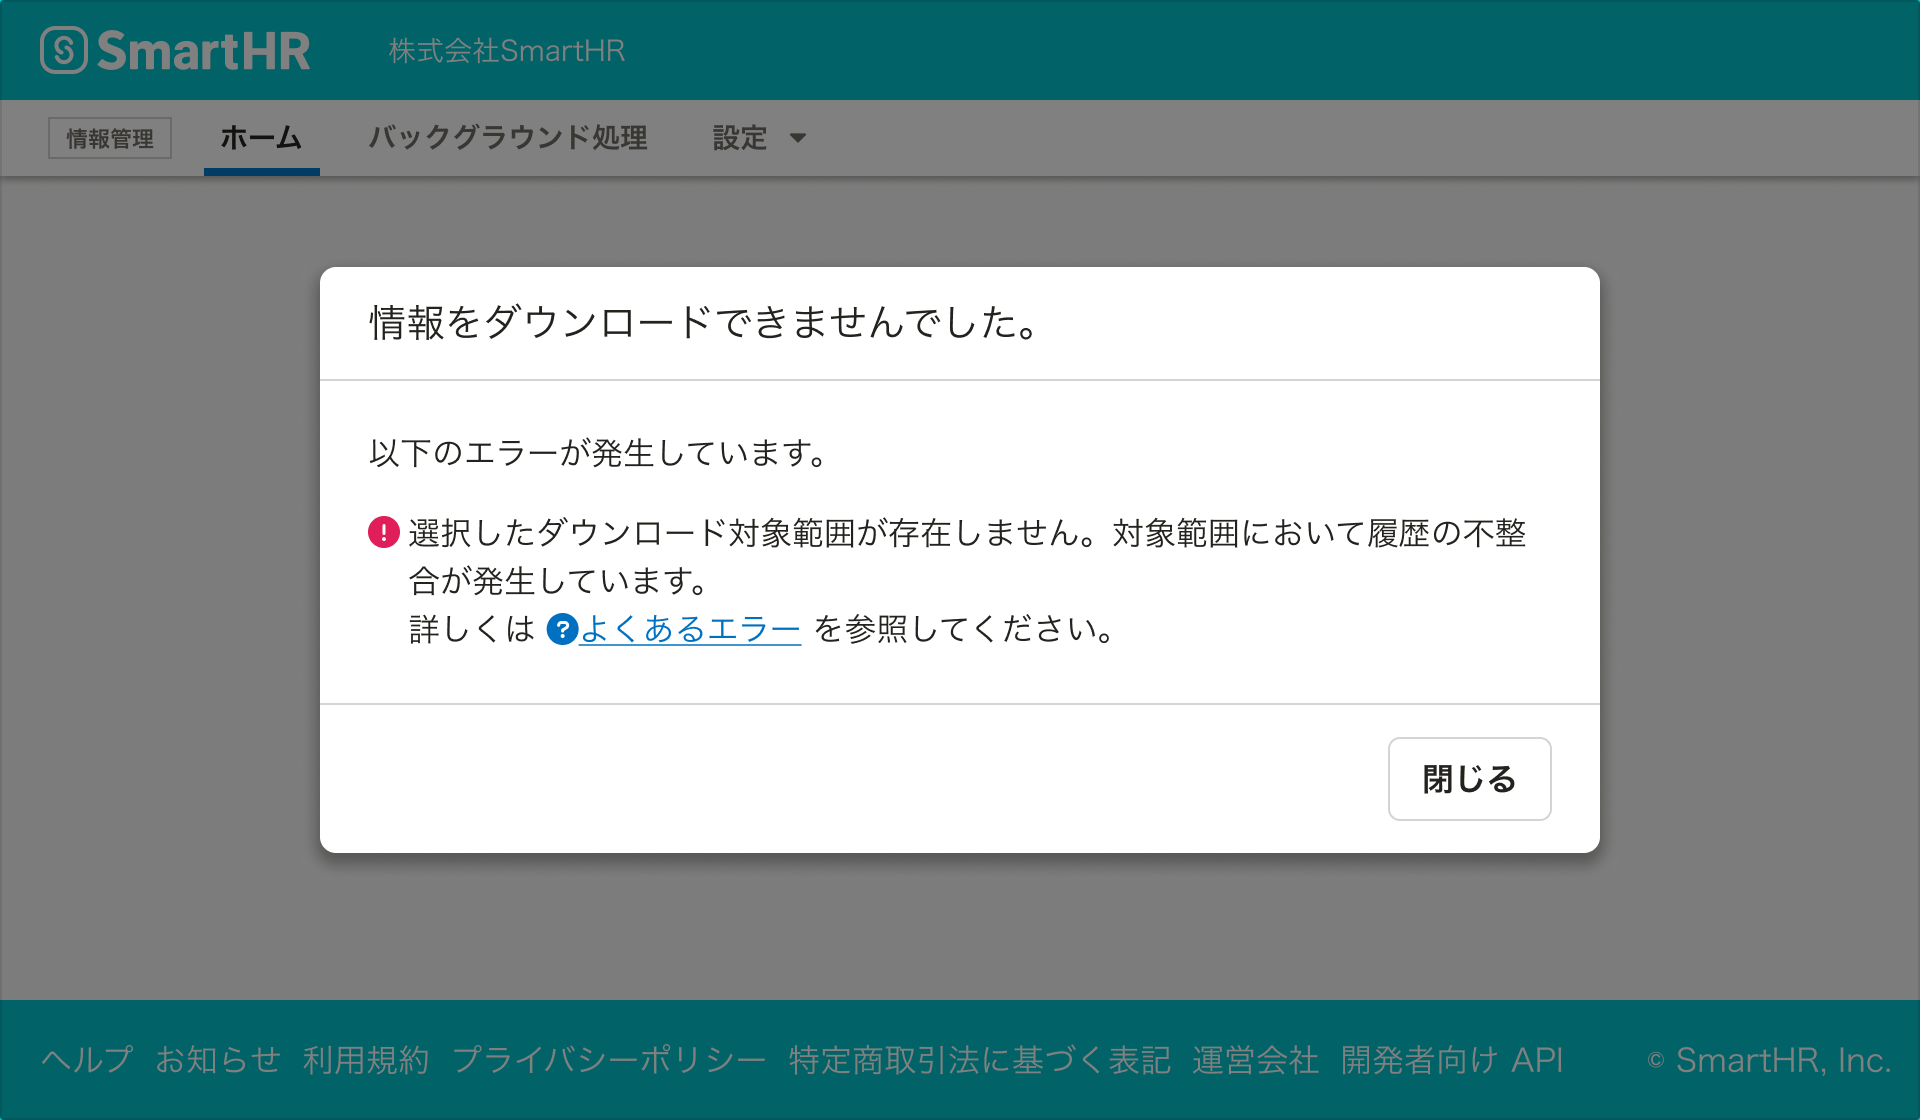 SmartHR 株式会社SmartHR
情報管理 ホーム バックグラウンド処理 設定
情報をダウンロードできませんでした。
以下のエラーが発生しています。
選択したダウンロード対象範囲が存在しません。対象範囲において履歴の不整
合が発生しています。
詳しくは ?よくあるエラー を参照してください。
閉じる
ヘルプ お知らせ 利用規約 プライバシーポリシー 特定商取引法に基づく表記 運営会社 開発者向け API © SmartHR, Inc.